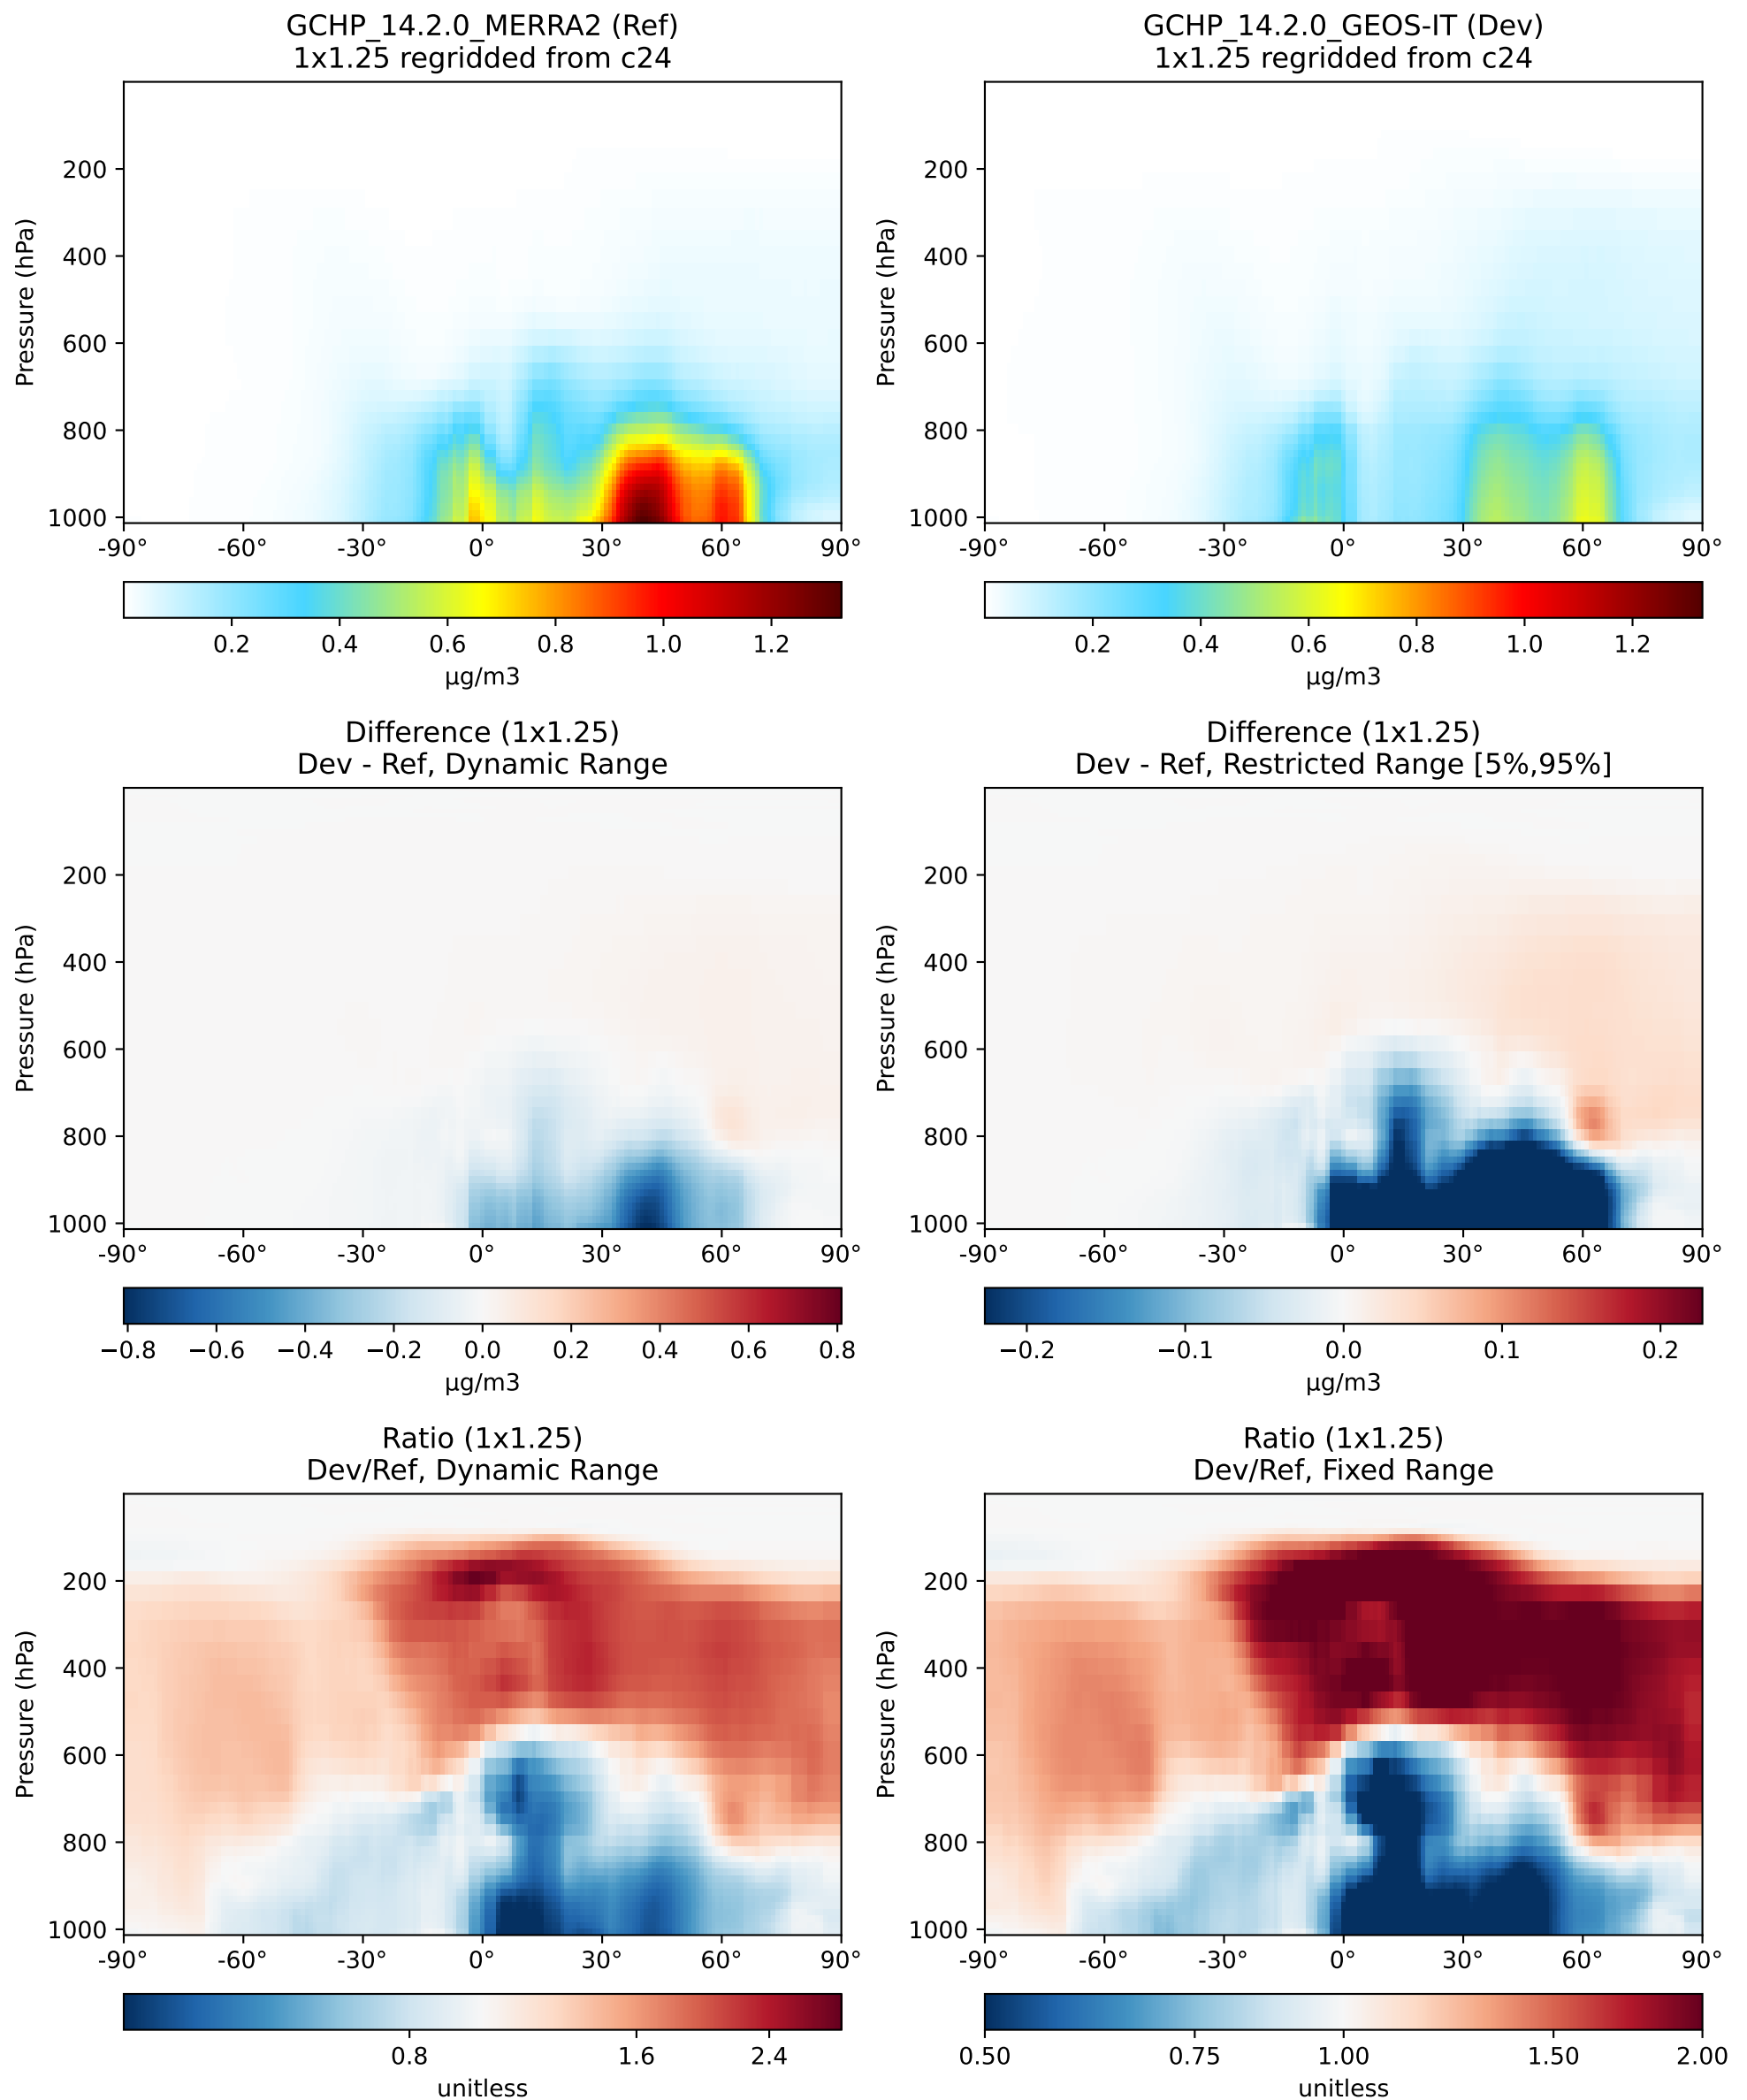 GCHP_14.2.0_MERRA2 (Ref)
1x1.25 regridded from c24
Pressure (hPa)
200
400
600
800
1000
-90° -60° -30° 0° 30° 60° 90°
0.2 0.4 0.6 0.8 1.0 1.2
μg/m3
GCHP_14.2.0_GEOS-IT (Dev)
1x1.25 regridded from c24
Pressure (hPa)
200
400
600
800
1000
-90° -60° -30° 0° 30° 60° 90°
0.2 0.4 0.6 0.8 1.0 1.2
μg/m3
Difference (1x1.25)
Dev - Ref, Dynamic Range
Pressure (hPa)
200
400
600
800
1000
-90° -60° -30° 0° 30° 60° 90°
−0.8 −0.6 −0.4 −0.2 0.0 0.2 0.4 0.6 0.8
μg/m3
Difference (1x1.25)
Dev - Ref, Restricted Range [5%,95%]
Pressure (hPa)
200
400
600
800
1000
-90° -60° -30° 0° 30° 60° 90°
−0.2 −0.1 0.0 0.1 0.2
μg/m3
Ratio (1x1.25)
Dev/Ref, Dynamic Range
Pressure (hPa)
200
400
600
800
1000
-90° -60° -30° 0° 30° 60° 90°
0.8 1.6 2.4
unitless
Ratio (1x1.25)
Dev/Ref, Fixed Range
Pressure (hPa)
200
400
600
800
1000
-90° -60° -30° 0° 30° 60° 90°
0.50 0.75 1.00 1.50 2.00
unitless